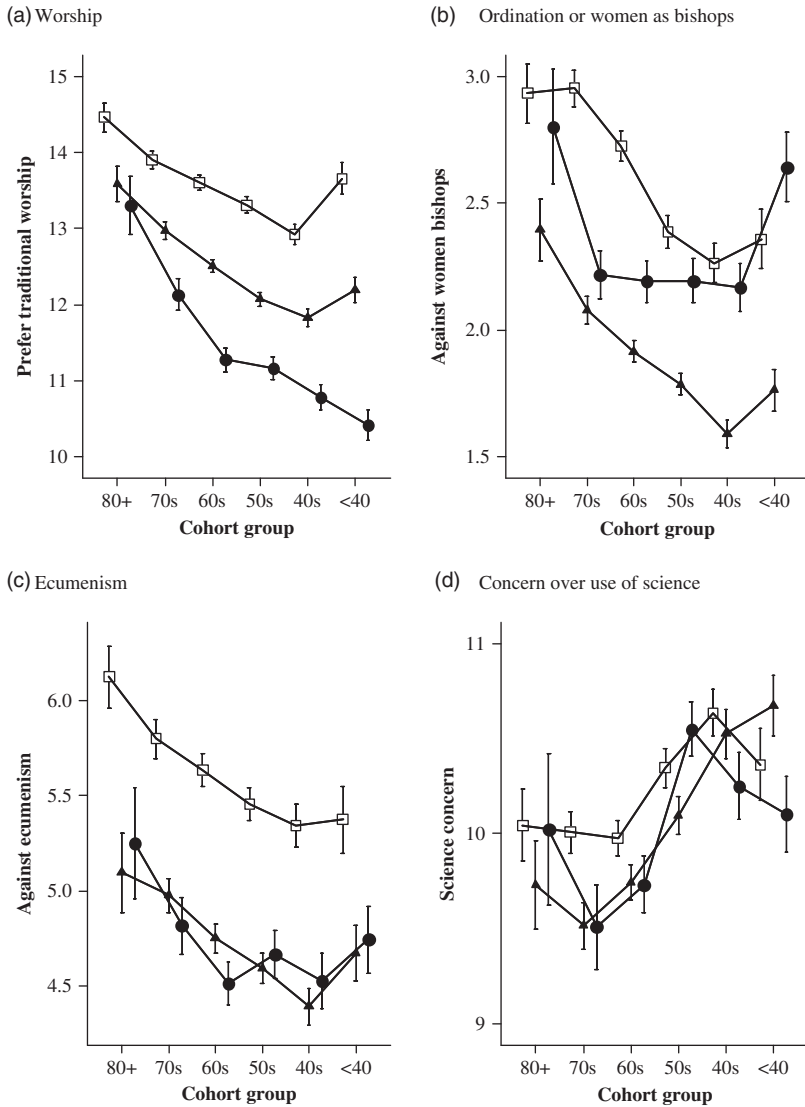 (a) Worship
15
14
13
12
11
10
Prefer traditional worship
80+ 70s 60s 50s 40s <40
Cohort group
(b) Ordination or women as bishops
3.0
2.5
2.0
1.5
Against women bishops
80+ 70s 60s 50s 40s <40
Cohort group
(c) Ecumenism
6.0
5.5
5.0
4.5
Against ecumenism
80+ 70s 60s 50s 40s <40
Cohort group
(d) Concern over use of science
11
10
9
Science concern
80+ 70s 60s 50s 40s <40
Cohort group